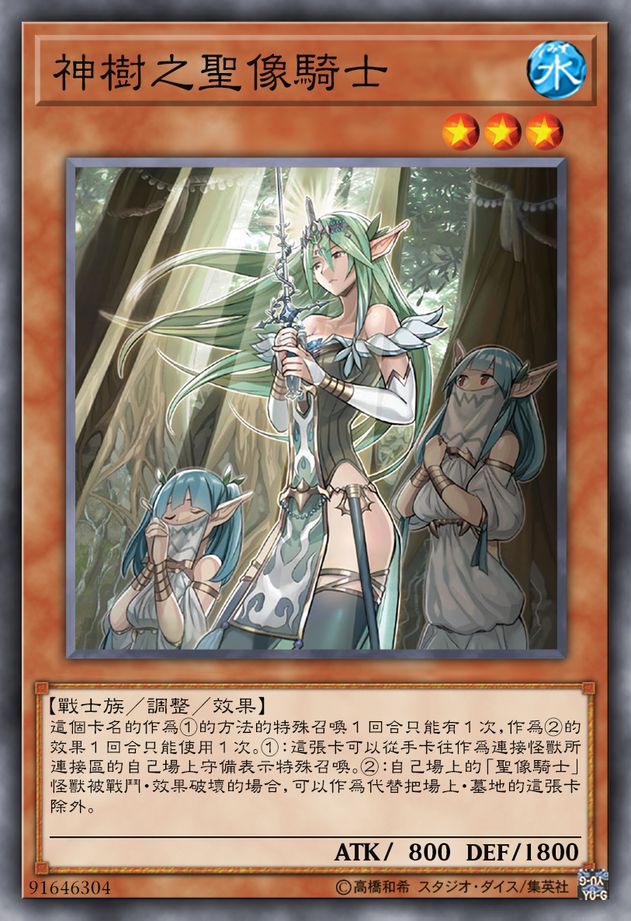 神樹之聖像騎士
みず
水
【戰士族／調整／效果】
這個卡名的作為①的方法的特殊召喚１回合只能有１次，作為②的
效果１回合只能使用１次。①：這張卡可以從手卡往作為連接怪獸所
連接區的自己場上守備表示特殊召喚。②：自己場上的「聖像騎士」
怪獸被戰鬥・效果破壞的場合，可以作為代替把場上・墓地的這張卡
除外。
ATK/ 800 DEF/1800
91646304
©高橋和希 スタジオ・ダイス/集英社
YU-G